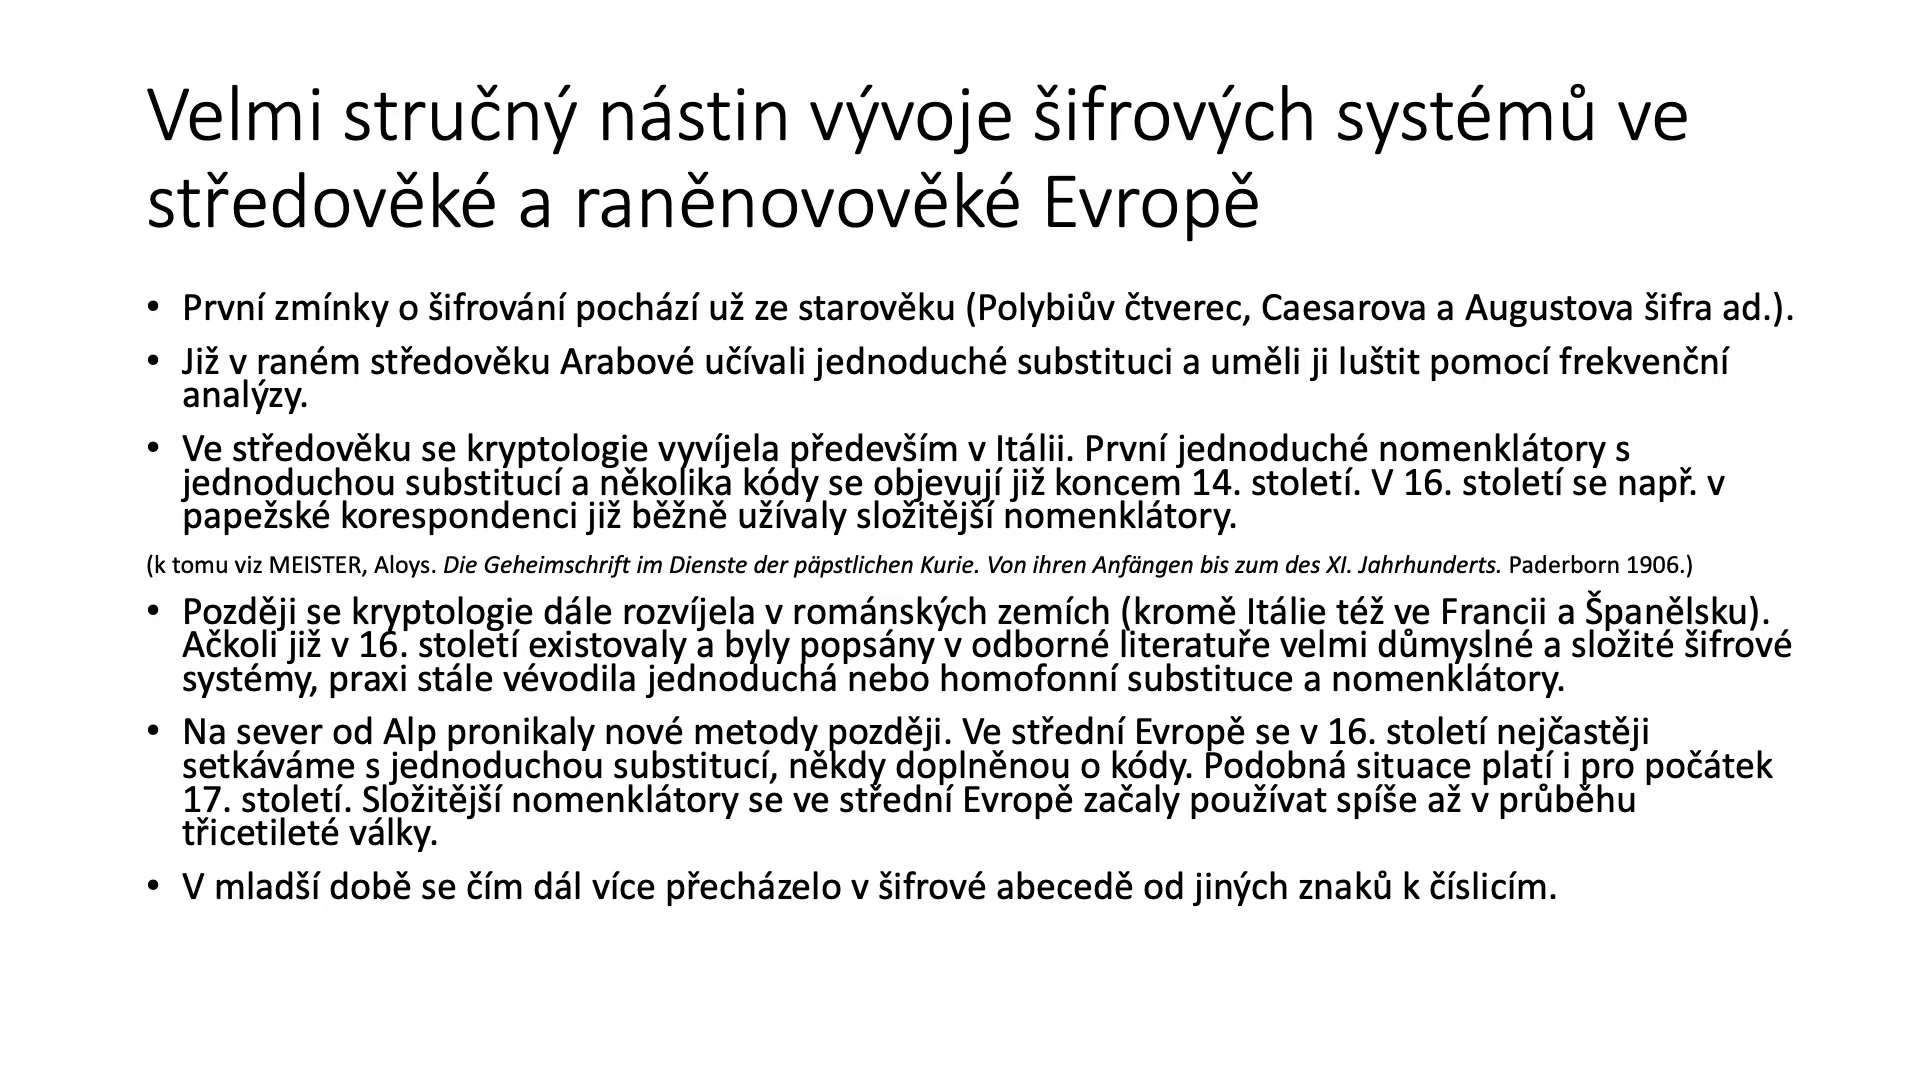 Velmi stručný nástin vývoje šifrových systémů ve
středověké a raněnovověké Evropě
• První zmínky o šifrování pochází už ze starověku (Polybiův čtverec, Caesarova a Augustova šifra ad.).
• Již v raném středověku Arabové učívali jednoduché substituci a uměli ji luštit pomocí frekvenční
analýzy.
• Ve středověku se kryptologie vyvíjela především v Itálii. První jednoduché nomenklátory s
jednoduchou substitucí a několika kódy se objevují již koncem 14. století. V 16. století se např. v
papežské korespondenci již běžně užívaly složitější nomenklátory.
(k tomu viz MEISTER, Aloys. Die Geheimschrift im Dienste der päpstlichen Kurie. Von ihren Anfängen bis zum des XI. Jahrhunderts. Paderborn 1906.)
• Později se kryptologie dále rozvíjela v románských zemích (kromě Itálie též ve Francii a Španělsku).
Ačkoli již v 16. století existovaly a byly popsány v odborné literatuře velmi důmyslné a složité šifrové
systémy, praxi stále vévodila jednoduchá nebo homofonní substituce a nomenklátory.
• Na sever od Alp pronikaly nové metody později. Ve střední Evropě se v 16. století nejčastěji
setkáváme s jednoduchou substitucí, někdy doplněnou o kódy. Podobná situace platí i pro počátek
17. století. Složitější nomenklátory se ve střední Evropě začaly používat spíše až v průběhu
třicetileté války.
• V mladší době se čím dál více přecházelo v šifrové abecedě od jiných znaků k číslicím.